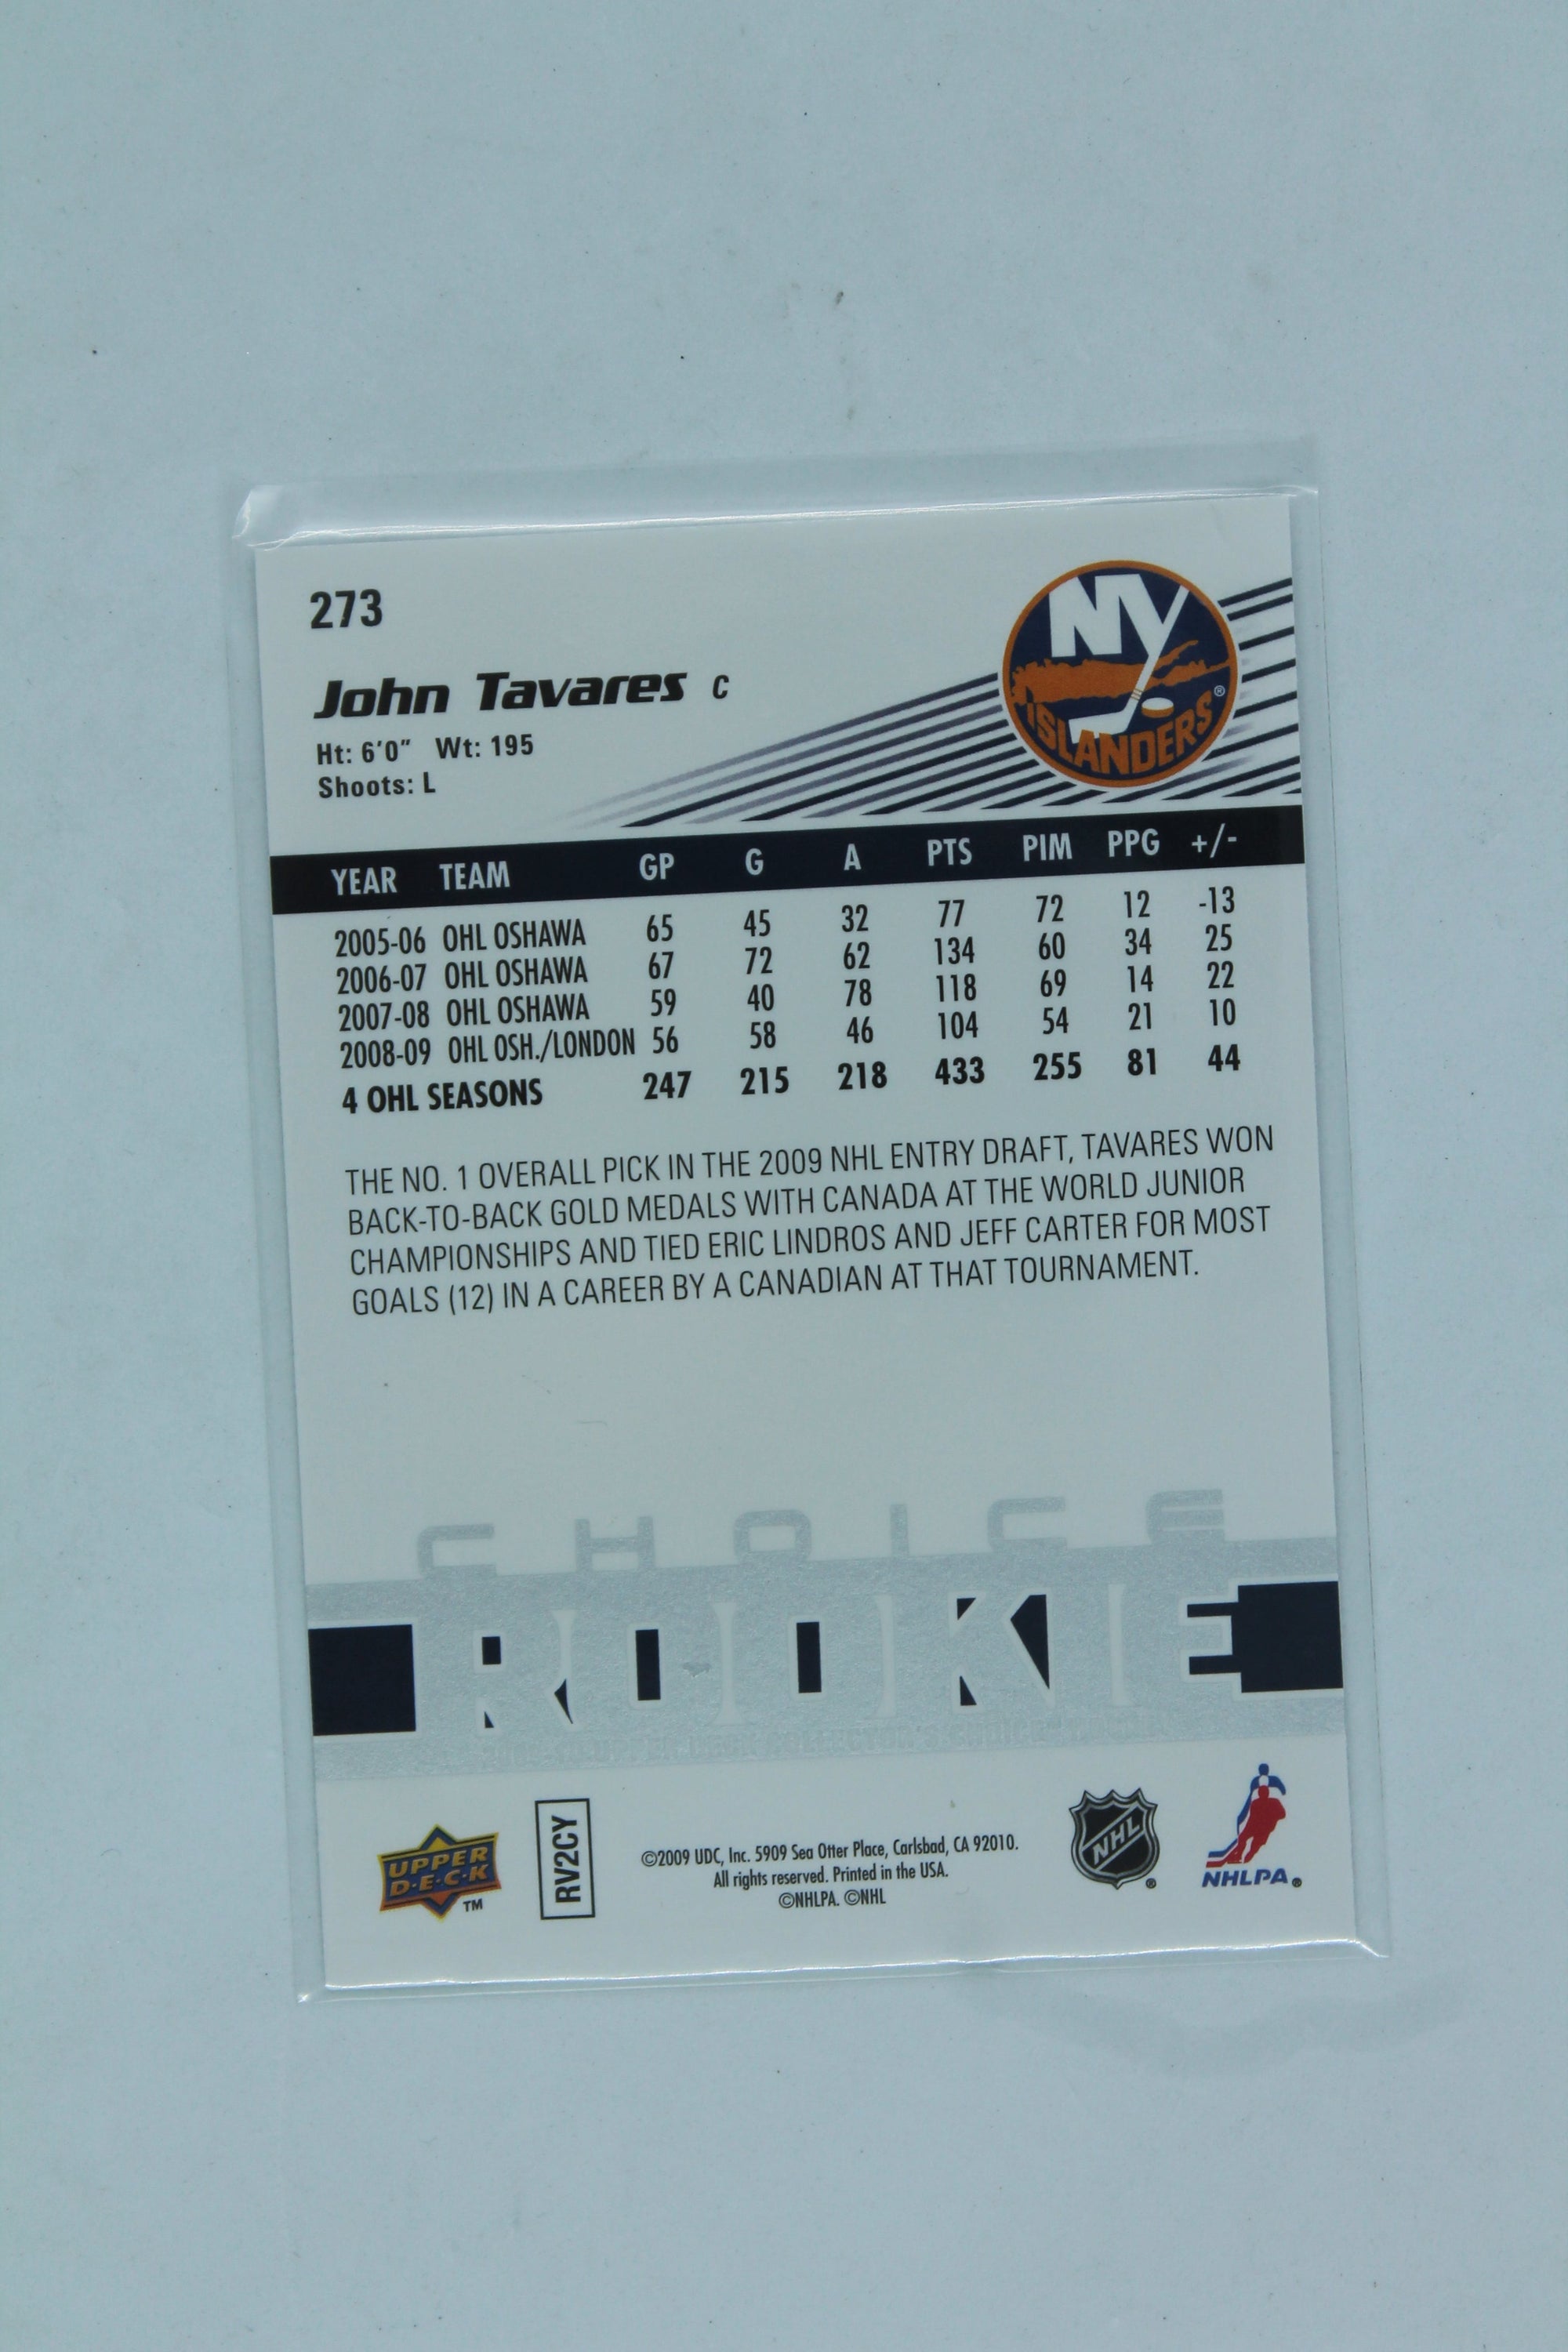 273
NY
ISLANDERS®
John Tavares C
Ht: 6'0" Wt: 195
Shoots: L
YEAR TEAM GP G A PTS PIM PPG +/-
2005-06 OHL OSHAWA 65 45 32 77 72 12 -13
2006-07 OHL OSHAWA 67 72 62 134 60 34 25
2007-08 OHL OSHAWA 59 40 78 118 69 14 22
2008-09 OHL OSH./LONDON 56 58 46 104 54 21 10
4 OHL SEASONS 247 215 218 433 255 81 44
THE NO. 1 OVERALL PICK IN THE 2009 NHL ENTRY DRAFT, TAVARES WON
BACK-TO-BACK GOLD MEDALS WITH CANADA AT THE WORLD JUNIOR
CHAMPIONSHIPS AND TIED ERIC LINDROS AND JEFF CARTER FOR MOST
GOALS (12) IN A CAREER BY A CANADIAN AT THAT TOURNAMENT.
CHOICE
ROOKIE
UPPER
D·E·C·K
TM
RV2CY
©2009 UDC, Inc. 5909 Sea Otter Place, Carlsbad, CA 92010.
All rights reserved. Printed in the USA.
©NHLPA. ©NHL
NHL®
NHLPA®